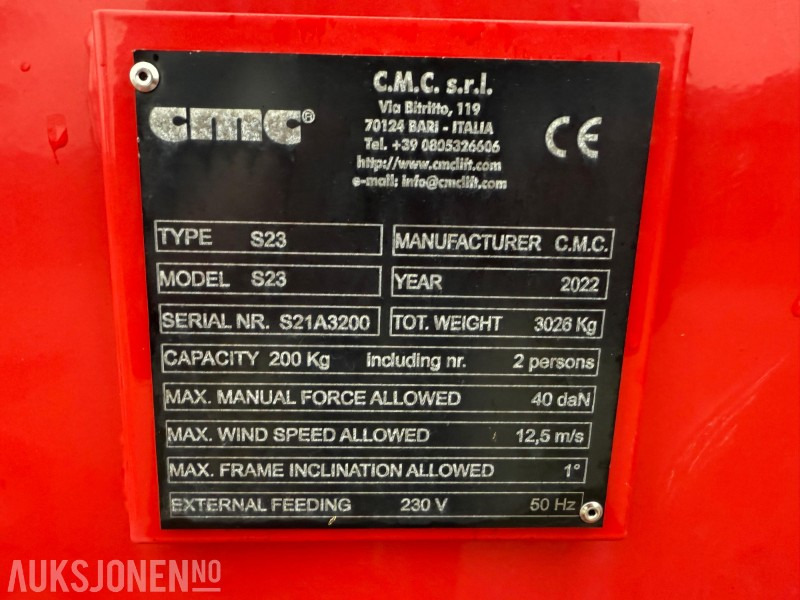 cmc®
C.M.C. s.r.l.
Via Bitritto, 119
70124 BARI - ITALIA
Tel. +39 0805326606
http://www.cmclift.com
e-mail: info@cmclift.com
CE
TYPE S23
MANUFACTURER C.M.C.
MODEL S23
YEAR 2022
SERIAL NR. S21A3200
TOT. WEIGHT 3026 Kg
CAPACITY 200 Kg including nr. 2 persons
MAX. MANUAL FORCE ALLOWED 40 daN
MAX. WIND SPEED ALLOWED 12,5 m/s
MAX. FRAME INCLINATION ALLOWED 1°
EXTERNAL FEEDING 230 V 50 Hz
AUKSJONEN.NO